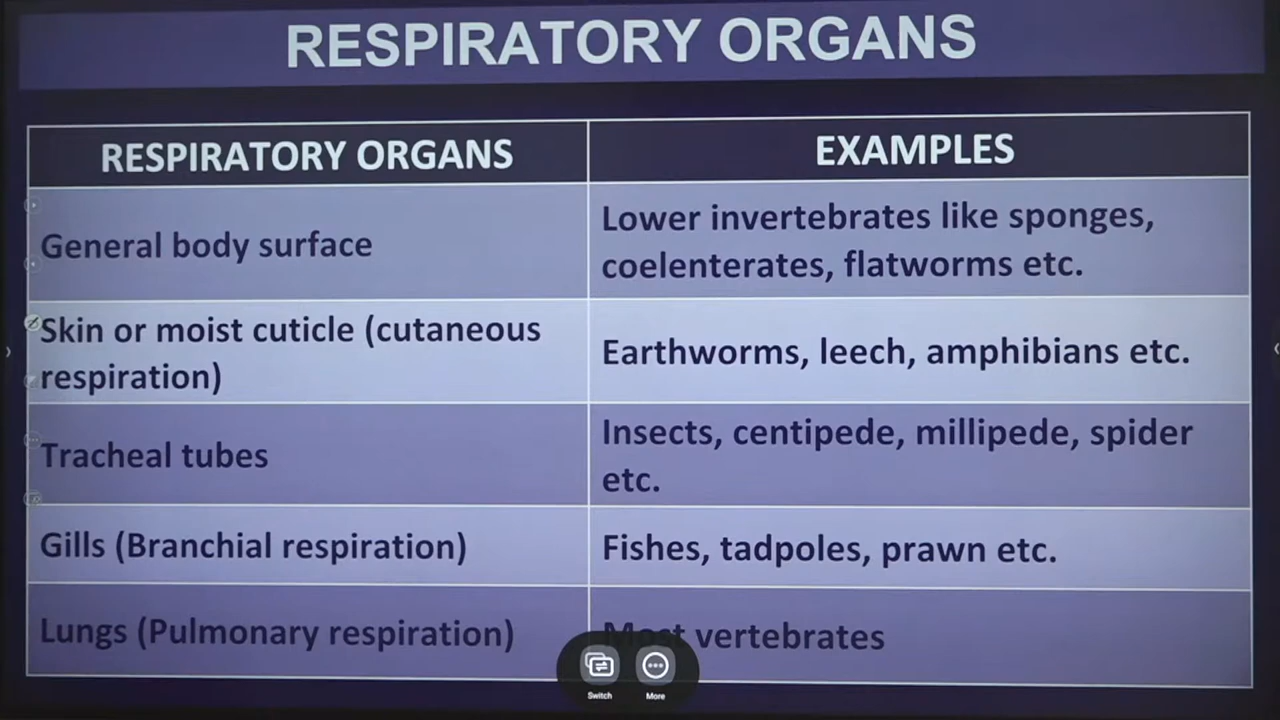 RESPIRATORY ORGANS
RESPIRATORY ORGANS
EXAMPLES
General body surface
Lower invertebrates like sponges,
coelenterates, flatworms etc.
Skin or moist cuticle (cutaneous
respiration)
Earthworms, leech, amphibians etc.
Tracheal tubes
Insects, centipede, millipede, spider
etc.
Gills (Branchial respiration)
Fishes, tadpoles, prawn etc.
Lungs (Pulmonary respiration)
Most vertebrates
Switch
More